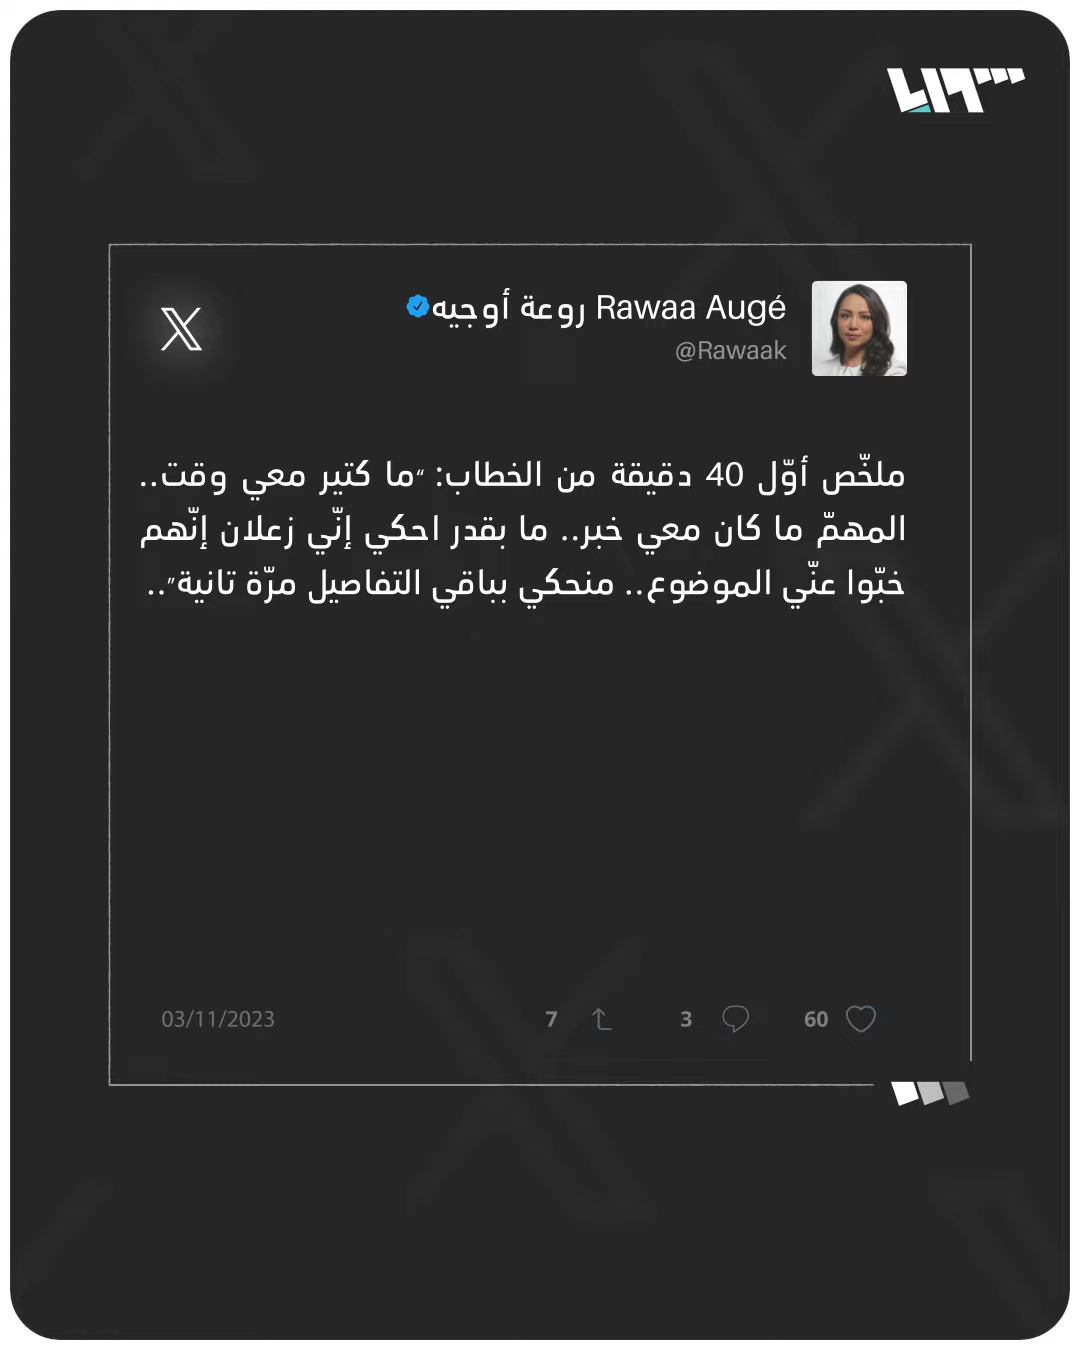 روعة أوجيه Rawaa Augé
@Rawaak
ملخّص أوّل 40 دقيقة من الخطاب: “ما كتير معي وقت..
المهمّ ما كان معي خبر.. ما بقدر احكي إنّي زعلان إنّهم
خبّوا عنّي الموضوع.. منحكي بباقي التفاصيل مرّة تانية”..
60 3 7 03/11/2023